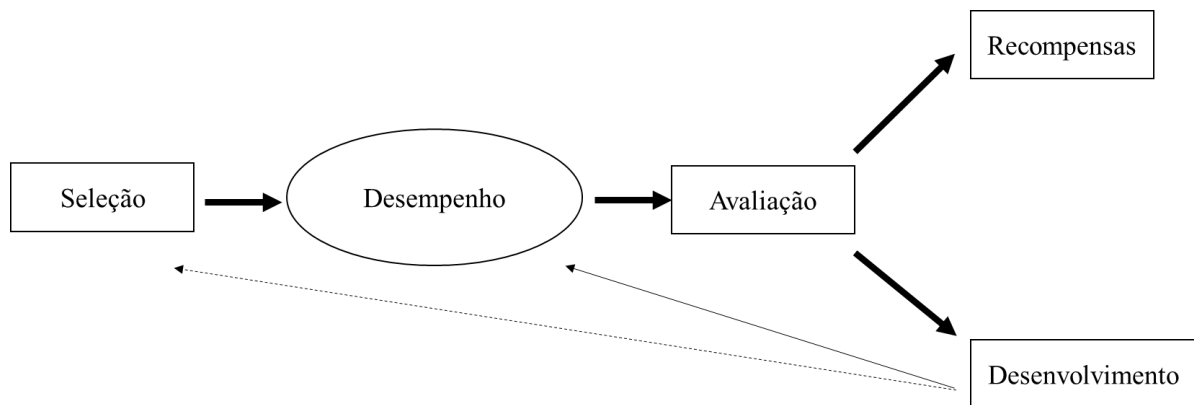 Recompensas
Seleção
Desempenho
Avaliação
Desenvolvimento